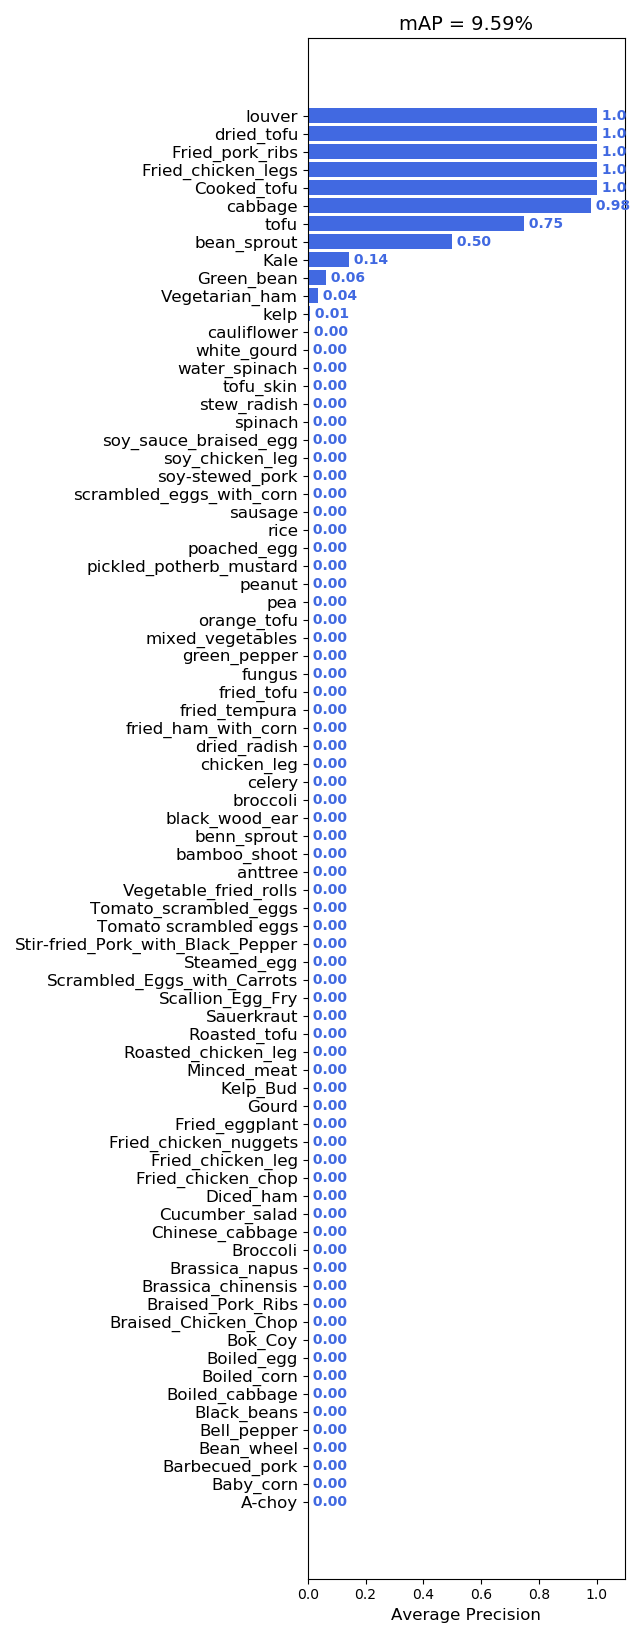 mAP = 9.59%
louver 1.0
dried_tofu 1.0
Fried_pork_ribs 1.0
Fried_chicken_legs 1.0
Cooked_tofu 1.0
cabbage 0.98
tofu 0.75
bean_sprout 0.50
Kale 0.14
Green_bean 0.06
Vegetarian_ham 0.04
kelp 0.01
cauliflower 0.00
white_gourd 0.00
water_spinach 0.00
tofu_skin 0.00
stew_radish 0.00
spinach 0.00
soy_sauce_braised_egg 0.00
soy_chicken_leg 0.00
soy-stewed_pork 0.00
scrambled_eggs_with_corn 0.00
sausage 0.00
rice 0.00
poached_egg 0.00
pickled_potherb_mustard 0.00
peanut 0.00
pea 0.00
orange_tofu 0.00
mixed_vegetables 0.00
green_pepper 0.00
fungus 0.00
fried_tofu 0.00
fried_tempura 0.00
fried_ham_with_corn 0.00
dried_radish 0.00
chicken_leg 0.00
celery 0.00
broccoli 0.00
black_wood_ear 0.00
benn_sprout 0.00
bamboo_shoot 0.00
anttree 0.00
Vegetable_fried_rolls 0.00
Tomato_scrambled_eggs 0.00
Tomato scrambled eggs 0.00
Stir-fried_Pork_with_Black_Pepper 0.00
Steamed_egg 0.00
Scrambled_Eggs_with_Carrots 0.00
Scallion_Egg_Fry 0.00
Sauerkraut 0.00
Roasted_tofu 0.00
Roasted_chicken_leg 0.00
Minced_meat 0.00
Kelp_Bud 0.00
Gourd 0.00
Fried_eggplant 0.00
Fried_chicken_nuggets 0.00
Fried_chicken_leg 0.00
Fried_chicken_chop 0.00
Diced_ham 0.00
Cucumber_salad 0.00
Chinese_cabbage 0.00
Broccoli 0.00
Brassica_napus 0.00
Brassica_chinensis 0.00
Braised_Pork_Ribs 0.00
Braised_Chicken_Chop 0.00
Bok_Coy 0.00
Boiled_egg 0.00
Boiled_corn 0.00
Boiled_cabbage 0.00
Black_beans 0.00
Bell_pepper 0.00
Bean_wheel 0.00
Barbecued_pork 0.00
Baby_corn 0.00
A-choy 0.00
0.0 0.2 0.4 0.6 0.8 1.0
Average Precision